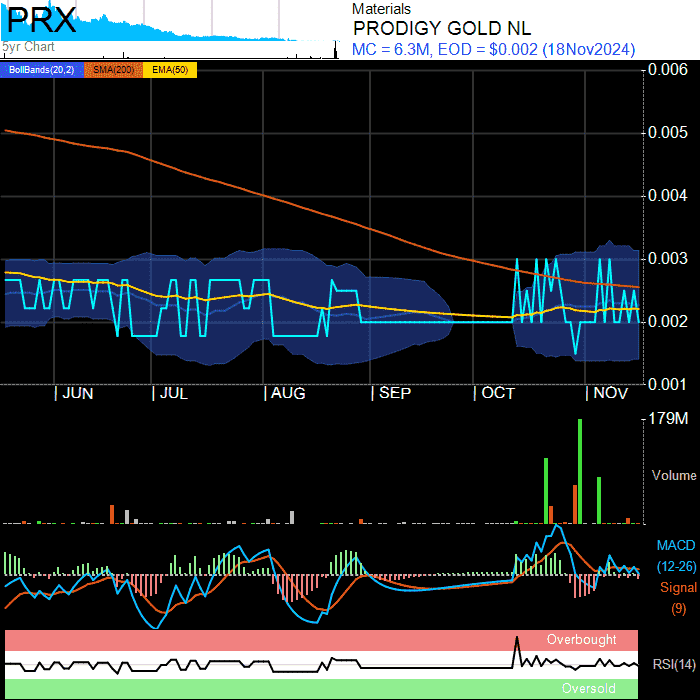 PRX
5yr Chart
Materials
PRODIGY GOLD NL
MC = 6.3M, EOD = $0.002 (18Nov2024)
BollBands(20,2) SMA(200) EMA(50)
0.006
0.005
0.004
0.003
0.002
0.001
JUN JUL AUG SEP OCT NOV
179M
Volume
MACD
(12-26)
Signal
(9)
Overbought
RSI(14)
Oversold